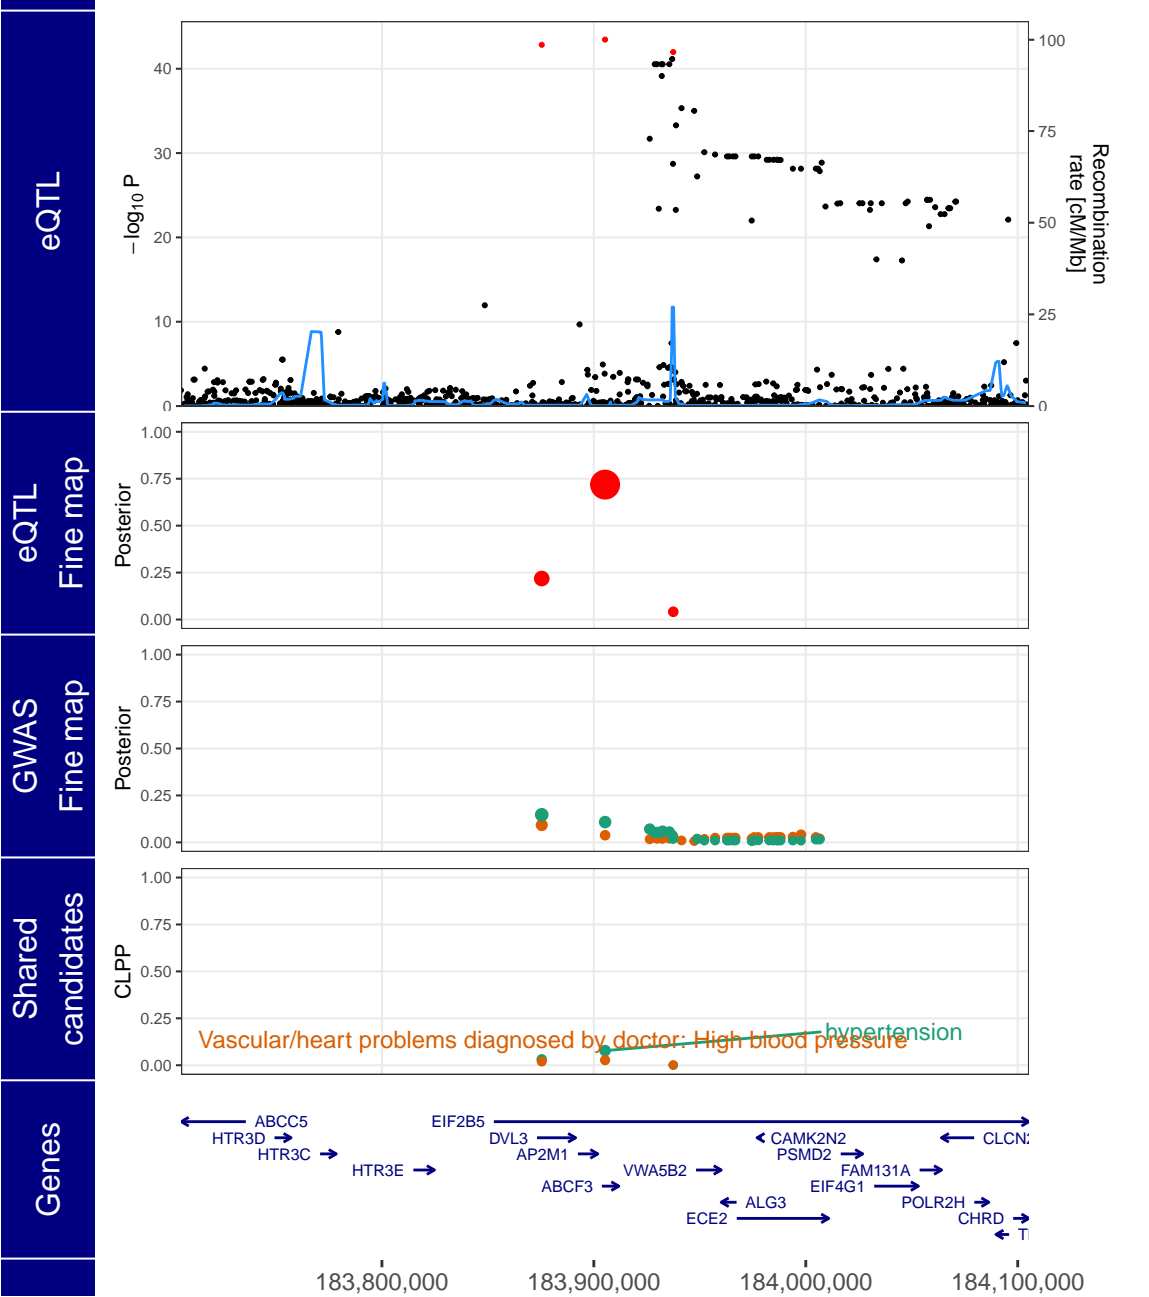 eQTL
−log10 P
40
30
20
10
0
100
75
50
25
0
Recombination
rate [cM/Mb]
eQTL
Fine map
Posterior
1.00
0.75
0.50
0.25
0.00
GWAS
Fine map
Posterior
1.00
0.75
0.50
0.25
0.00
Shared
candidates
CLPP
1.00
0.75
0.50
0.25
0.00
hypertension
Vascular/heart problems diagnosed by doctor: High blood pressure
Genes
ABCC5
EIF2B5
HTR3D
DVL3
CAMK2N2
CLCN2
HTR3C
AP2M1
PSMD2
HTR3E
VWA5B2
FAM131A
ABCF3
EIF4G1
ALG3
POLR2H
ECE2
CHRD
183,800,000
183,900,000
184,000,000
184,100,000